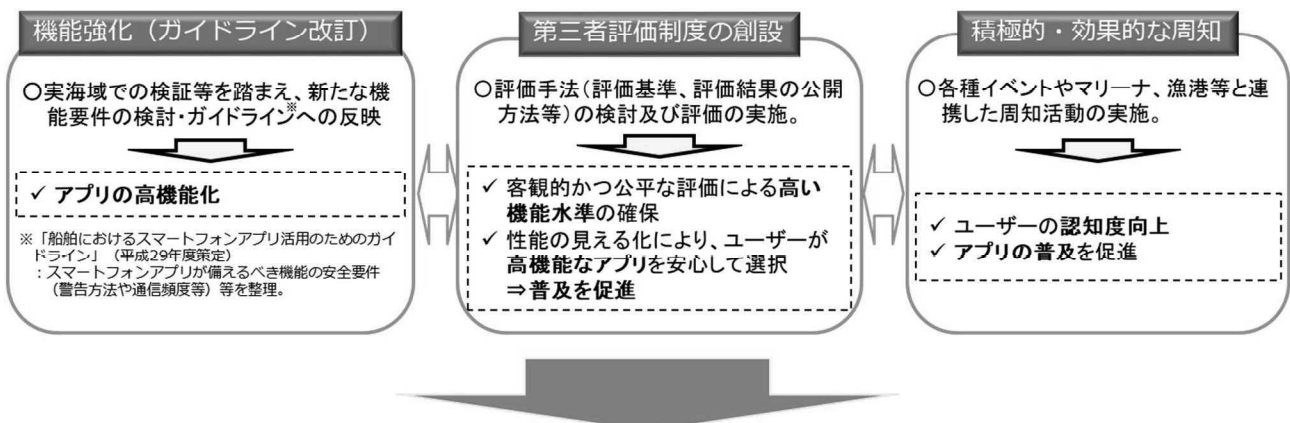 機能強化（ガイドライン改訂）
○実海域での検証等を踏まえ、新たな機
能要件の検討・ガイドライン※への反映
✓ アプリの高機能化
※「船舶におけるスマートフォンアプリ活用のためのガイ
ドライン」（平成29年度策定）
：スマートフォンアプリが備えるべき機能の安全要件
（警告方法や通信頻度等）等を整理。
第三者評価制度の創設
○評価手法（評価基準、評価結果の公開
方法等）の検討及び評価の実施。
✓ 客観的かつ公平な評価による高い
機能水準の確保
✓ 性能の見える化により、ユーザーが
高機能なアプリを安心して選択
⇒普及を促進
積極的・効果的な周知
○各種イベントやマリーナ、漁港等と連
携した周知活動の実施。
✓ ユーザーの認知度向上
✓ アプリの普及を促進